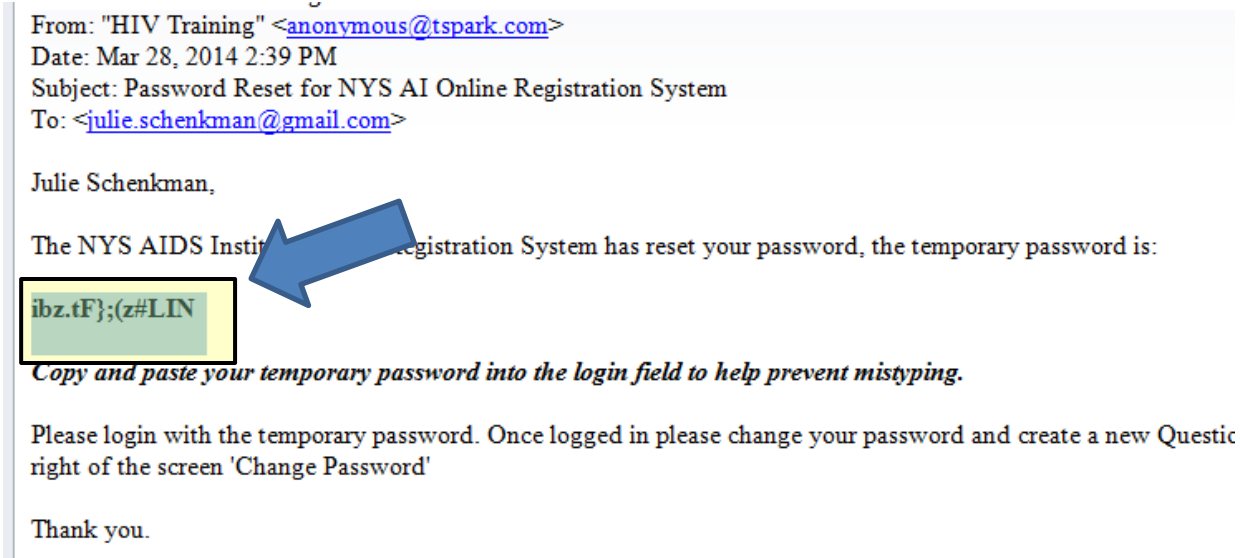 From: "HIV Training" <anonymous@tspark.com>
Date: Mar 28, 2014 2:39 PM
Subject: Password Reset for NYS AI Online Registration System
To: <julie.schenkman@gmail.com>
Julie Schenkman,
The NYS AIDS Instit egistration System has reset your password, the temporary password is:
ibz.tF};(z#LIN
Copy and paste your temporary password into the login field to help prevent mistyping.
Please login with the temporary password. Once logged in please change your password and create a new Questio
right of the screen 'Change Password'
Thank you.